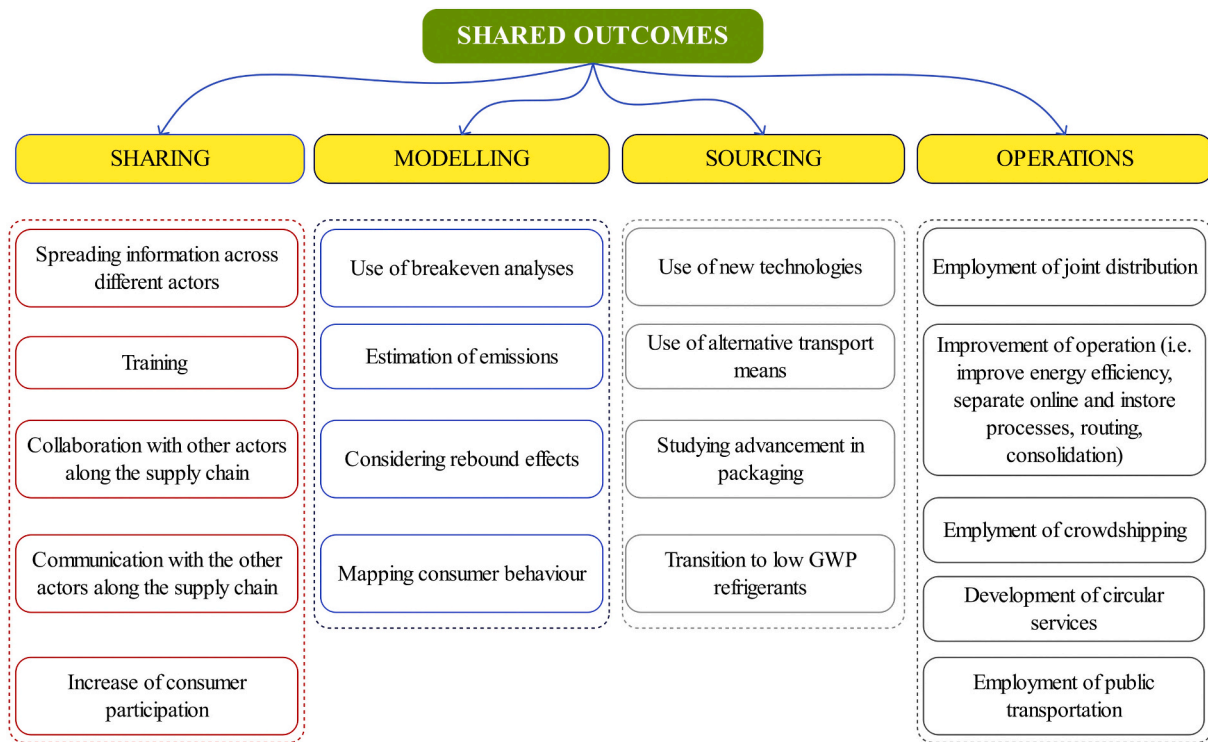 SHARED OUTCOMES
SHARING
MODELLING
SOURCING
OPERATIONS
Spreading information across
different actors
Training
Collaboration with other actors
along the supply chain
Communication with the other
actors along the supply chain
Increase of consumer
participation
Use of breakeven analyses
Estimation of emissions
Considering rebound effects
Mapping consumer behaviour
Use of new technologies
Use of alternative transport
means
Studying advancement in
packaging
Transition to low GWP
refrigerants
Employment of joint distribution
Improvement of operation (i.e.
improve energy efficiency,
separate online and instore
processes, routing,
consolidation)
Emplyment of crowdshipping
Development of circular
services
Employment of public
transportation